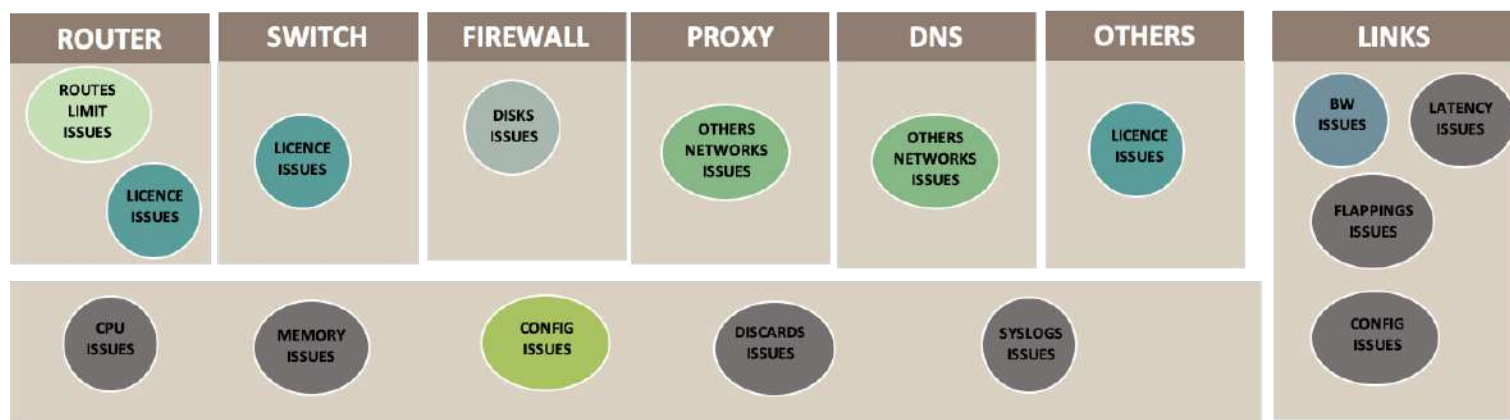 ROUTER
SWITCH
FIREWALL
PROXY
DNS
OTHERS
LINKS
ROUTES
LIMIT
ISSUES
LICENCE
ISSUES
LICENCE
ISSUES
DISKS
ISSUES
OTHERS
NETWORKS
ISSUES
OTHERS
NETWORKS
ISSUES
LICENCE
ISSUES
BW
ISSUES
LATENCY
ISSUES
FLAPPINGS
ISSUES
CPU
ISSUES
MEMORY
ISSUES
CONFIG
ISSUES
DISCARDS
ISSUES
SYSLOGS
ISSUES
CONFIG
ISSUES